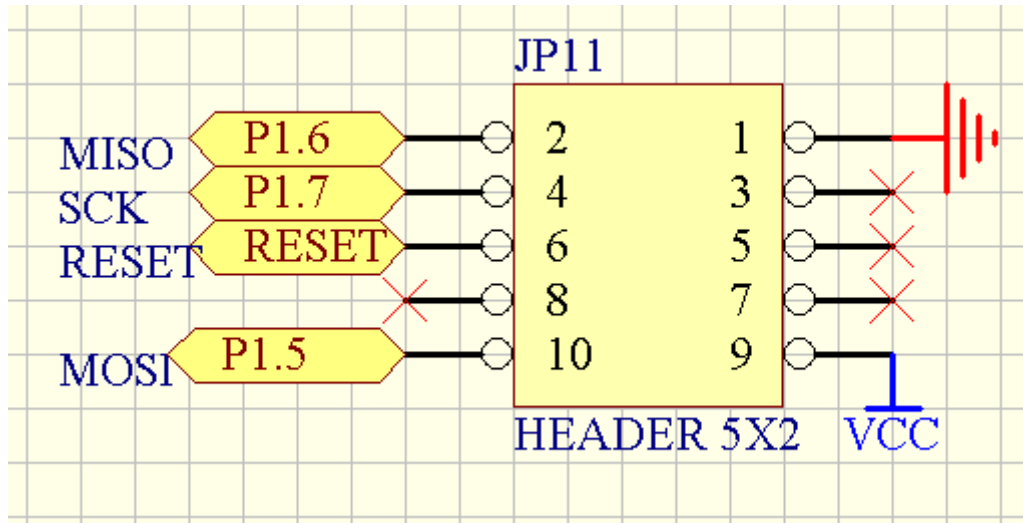 JP11
MISO P1.6 2 1
SCK P1.7 4 3
RESET RESET 6 5
8 7
MOSI P1.5 10 9
HEADER 5X2 VCC